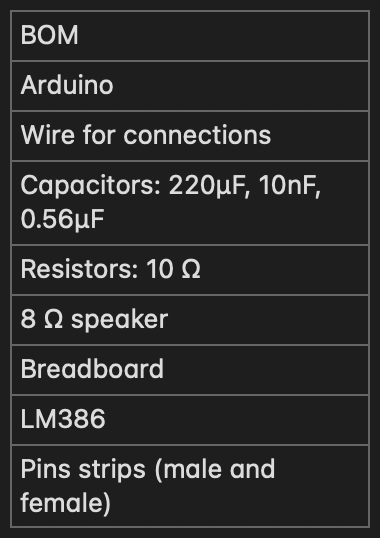 BOM
Arduino
Wire for connections
Capacitors: 220µF, 10nF,
0.56µF
Resistors: 10 Ω
8 Ω speaker
Breadboard
LM386
Pins strips (male and
female)